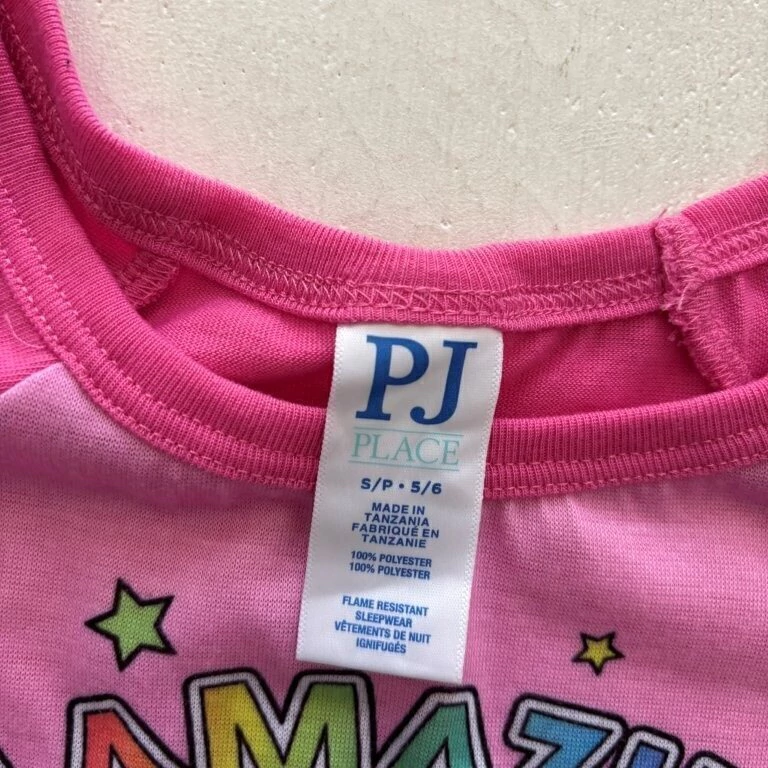 PJ
PLACE
S/P • 5/6
MADE IN
TANZANIA
FABRIQUÉ EN
TANZANIE
100% POLYESTER
100% POLYESTER
FLAME RESISTANT
SLEEPWEAR
VÊTEMENTS DE NUIT
IGNIFUGÉS